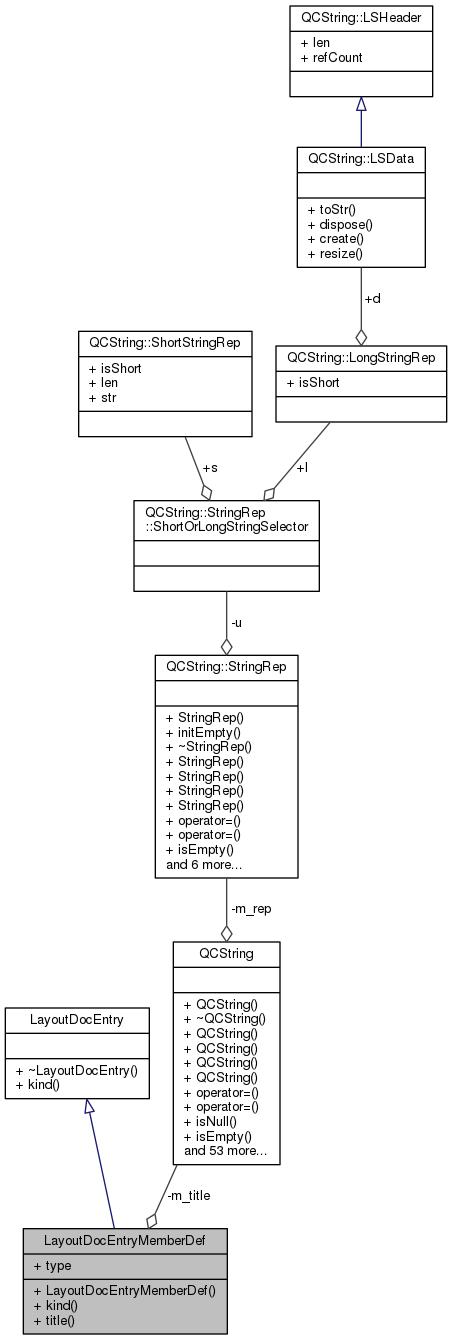 QCString::LSHeader
+ len
+ refCount
QCString::LSData
+ toStr()
+ dispose()
+ create()
+ resize()
+d
QCString::ShortStringRep
+ isShort
+ len
+ str
QCString::LongStringRep
+ isShort
+s
+l
QCString::StringRep
::ShortOrLongStringSelector
-u
QCString::StringRep
+ StringRep()
+ initEmpty()
+ ~StringRep()
+ StringRep()
+ StringRep()
+ StringRep()
+ StringRep()
+ operator=()
+ operator=()
+ isEmpty()
and 6 more...
-m_rep
QCString
+ QCString()
+ ~QCString()
+ QCString()
+ QCString()
+ QCString()
+ QCString()
+ operator=()
+ operator=()
+ isNull()
+ isEmpty()
and 53 more...
LayoutDocEntry
+ ~LayoutDocEntry()
+ kind()
-m_title
LayoutDocEntryMemberDef
+ type
+ LayoutDocEntryMemberDef()
+ kind()
+ title()